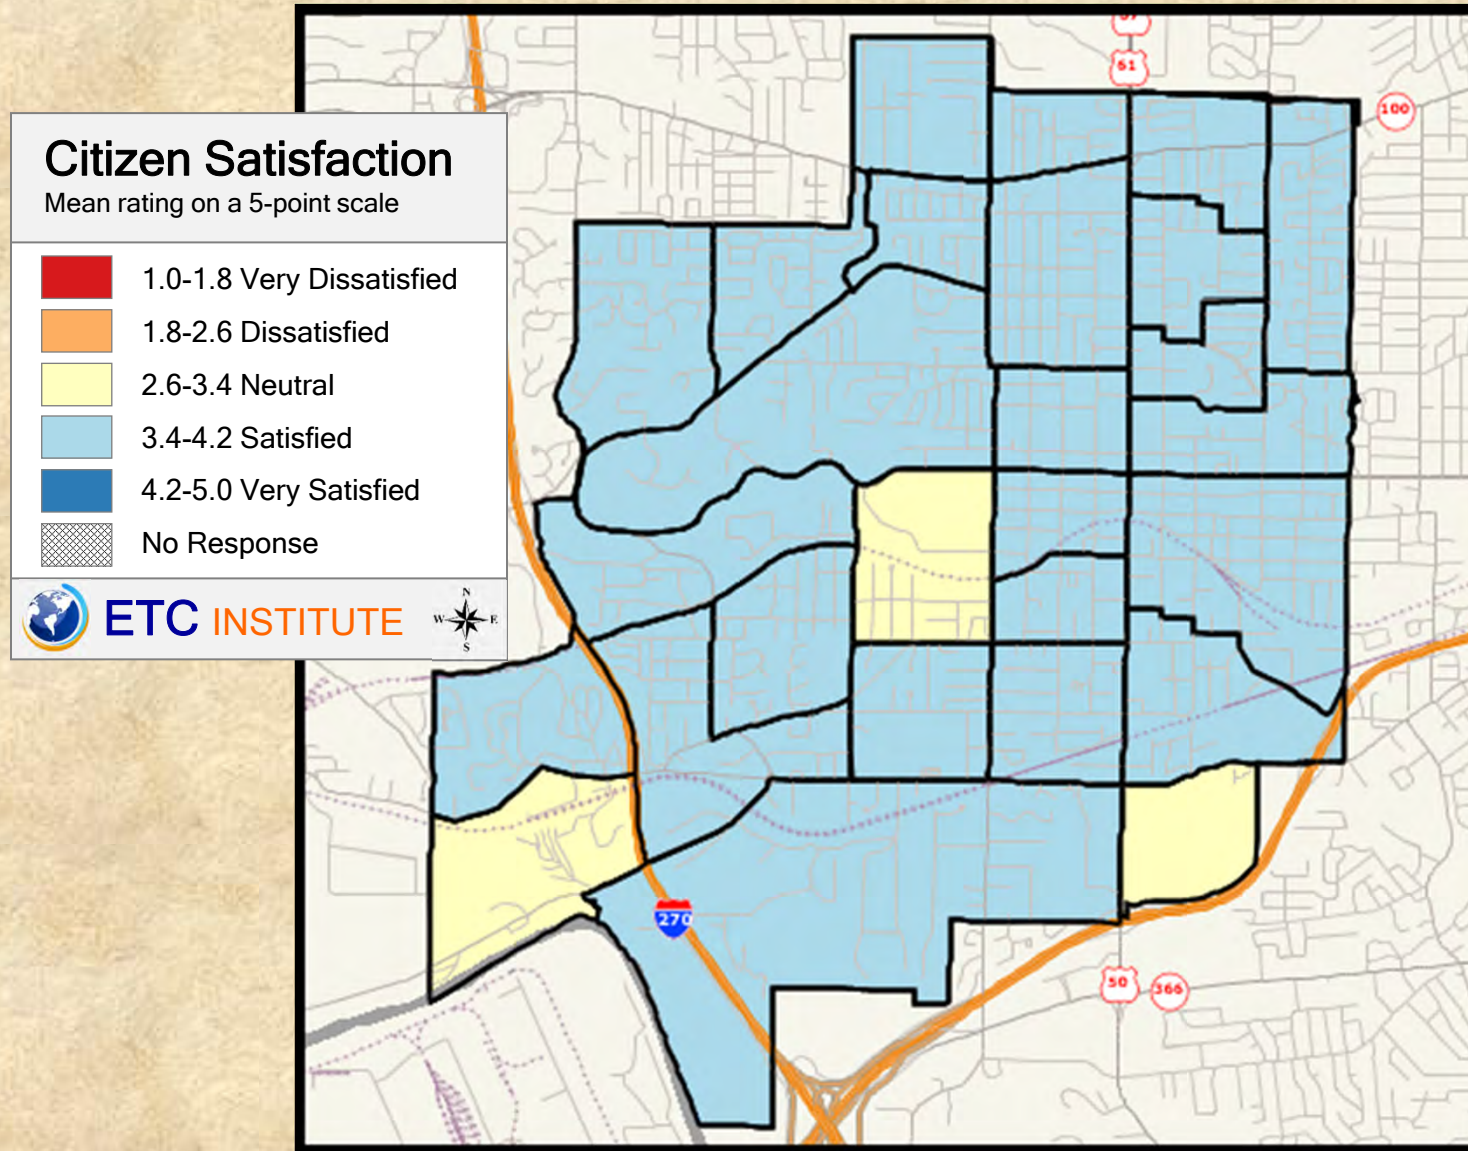 Citizen Satisfaction
Mean rating on a 5-point scale
1.0-1.8 Very Dissatisfied
1.8-2.6 Dissatisfied
2.6-3.4 Neutral
3.4-4.2 Satisfied
4.2-5.0 Very Satisfied
No Response
ETC INSTITUTE
N
W E
S
61
100
270
50
366